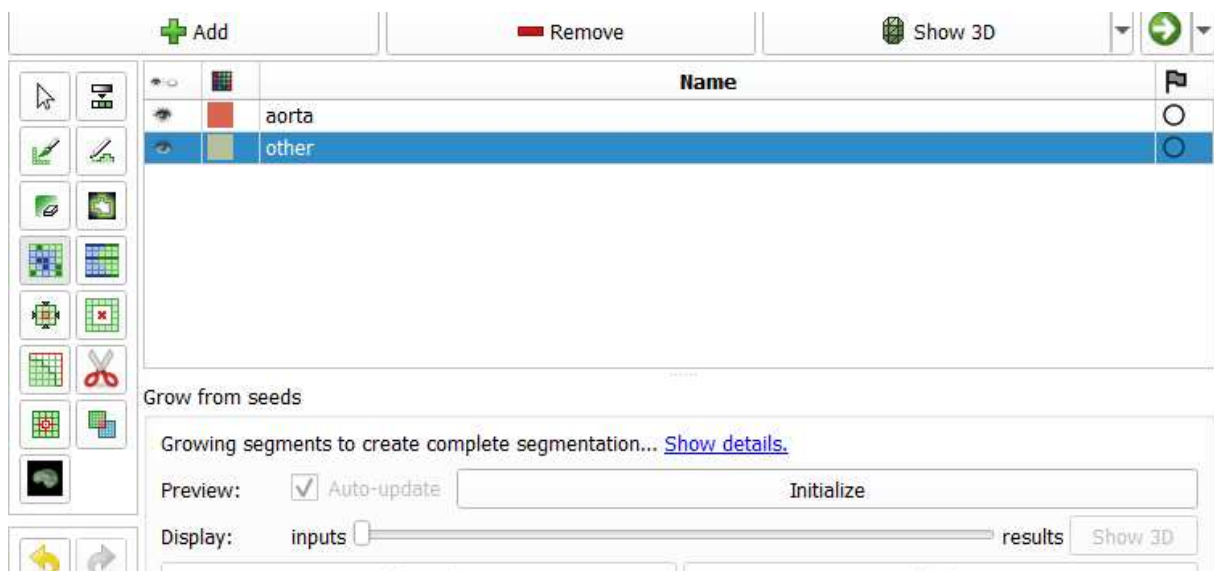 Add Remove Show 3D
Name
aorta
other
Grow from seeds
Growing segments to create complete segmentation... Show details.
Preview: Auto-update Initialize
Display: inputs results Show 3D